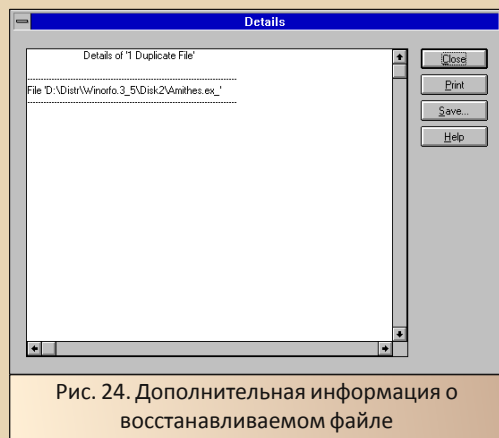 Details
Details of '1 Duplicate File'
File 'D:\Distr\Winorfo.3_5\Disk2\Amithes.ex_'
Close
Print
Save...
Help
Рис. 24. Дополнительная информация о
восстанавливаемом файле